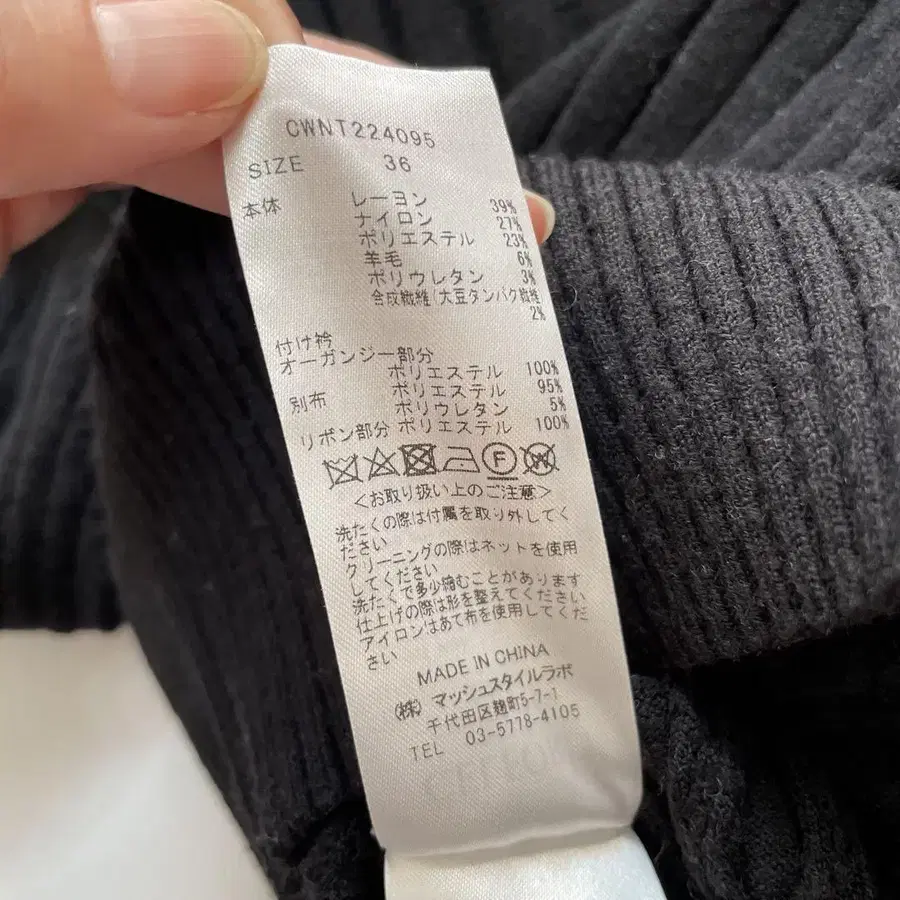 CWNT224095
SIZE 36
本体 レーヨン 39%
ナイロン 27%
ポリエステル 23%
羊毛 6%
ポリウレタン 3%
合成繊維(大豆タンパク繊維
2%
付け衿
オーガンジー部分
ポリエステル 100%
別布 ポリエステル 95%
ポリウレタン 5%
リボン部分 ポリエステル 100%
F
W
<お取り扱い上のご注意>
洗たくの際は付属を取り外してく
ださい
クリーニングの際はネットを使用
してください
洗たくで多少縮むことがあります
仕上げの際は形を整えてください
アイロンはあて布を使用してくだ
さい
MADE IN CHINA
(株) マッシュスタイルラボ
千代田区麹町5-7-1
TEL 03-5778-4105